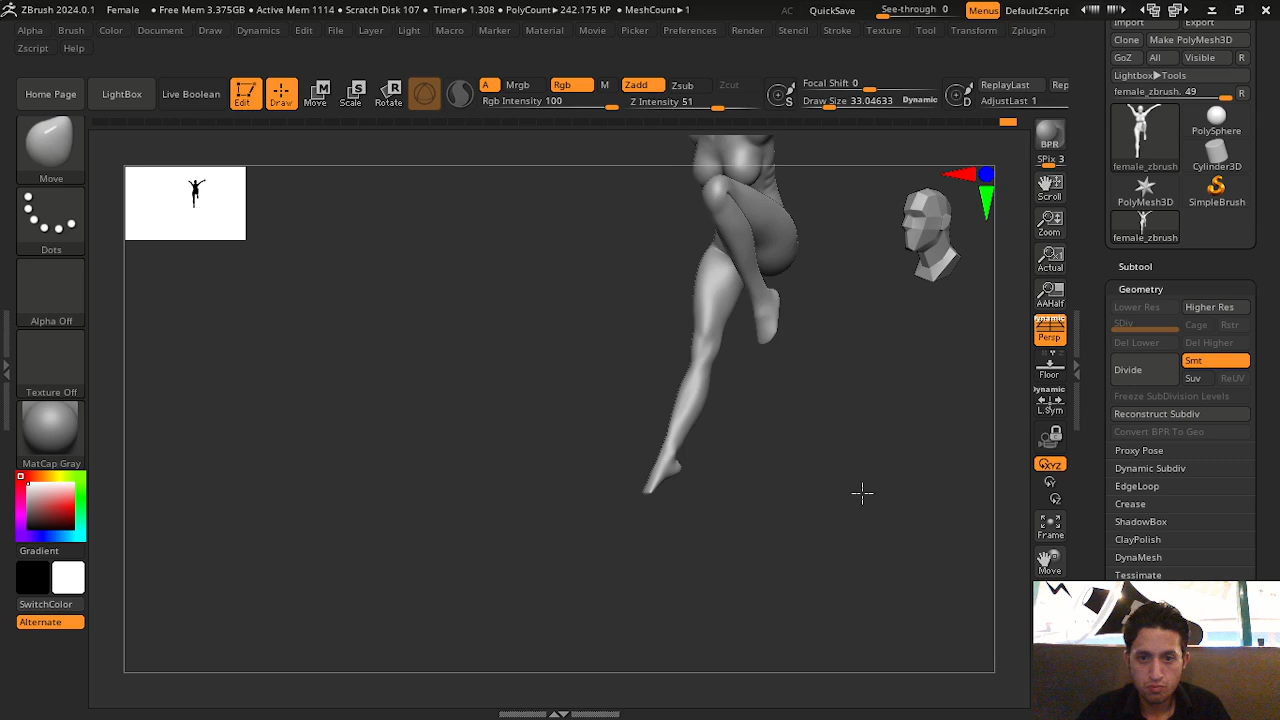 ZBrush 2024.0.1 Female • Free Mem 3.375GB • Active Mem 1114 • Scratch Disk 107 • Timer▸1.308 • PolyCount▸242.175 KP • MeshCount▸1 AC QuickSave See-through 0 Menus DefaultZScript
Alpha Brush Color Document Draw Dynamics Edit File Layer Light Macro Marker Material Movie Picker Preferences Render Stencil Stroke Texture Tool Transform Zplugin
Zscript Help
Import Export
Clone Make PolyMesh3D
GoZ All Visible R
Lightbox▸Tools
female_zbrush. 49 R
Home Page LightBox Live Boolean Edit Draw Move Scale Rotate
A Mrgb Rgb M Zadd Zsub Zcut
Rgb Intensity 100 Z Intensity 51
S Focal Shift 0
Draw Size 33.04633 Dynamic
D ReplayLast Rep
AdjustLast 1
Move
Dots
Alpha Off
Texture Off
MatCap Gray
Gradient
SwitchColor
Alternate
BPR
SPix 3
Scroll
Zoom
Actual
AAHalf
Dynamic
Persp
Floor
Dynamic
L.Sym
XYZ
Y
Z
Frame
Move
female_zbrush PolySphere
Cylinder3D
PolyMesh3D SimpleBrush
female_zbrush
Subtool
Geometry
Lower Res Higher Res
SDiv Cage Rstr
Del Lower Del Higher
Divide Smt
Suv ReUV
Freeze SubDivision Levels
Reconstruct Subdiv
Convert BPR To Geo
Proxy Pose
Dynamic Subdiv
EdgeLoop
Crease
ShadowBox
ClayPolish
DynaMesh
Tessimate